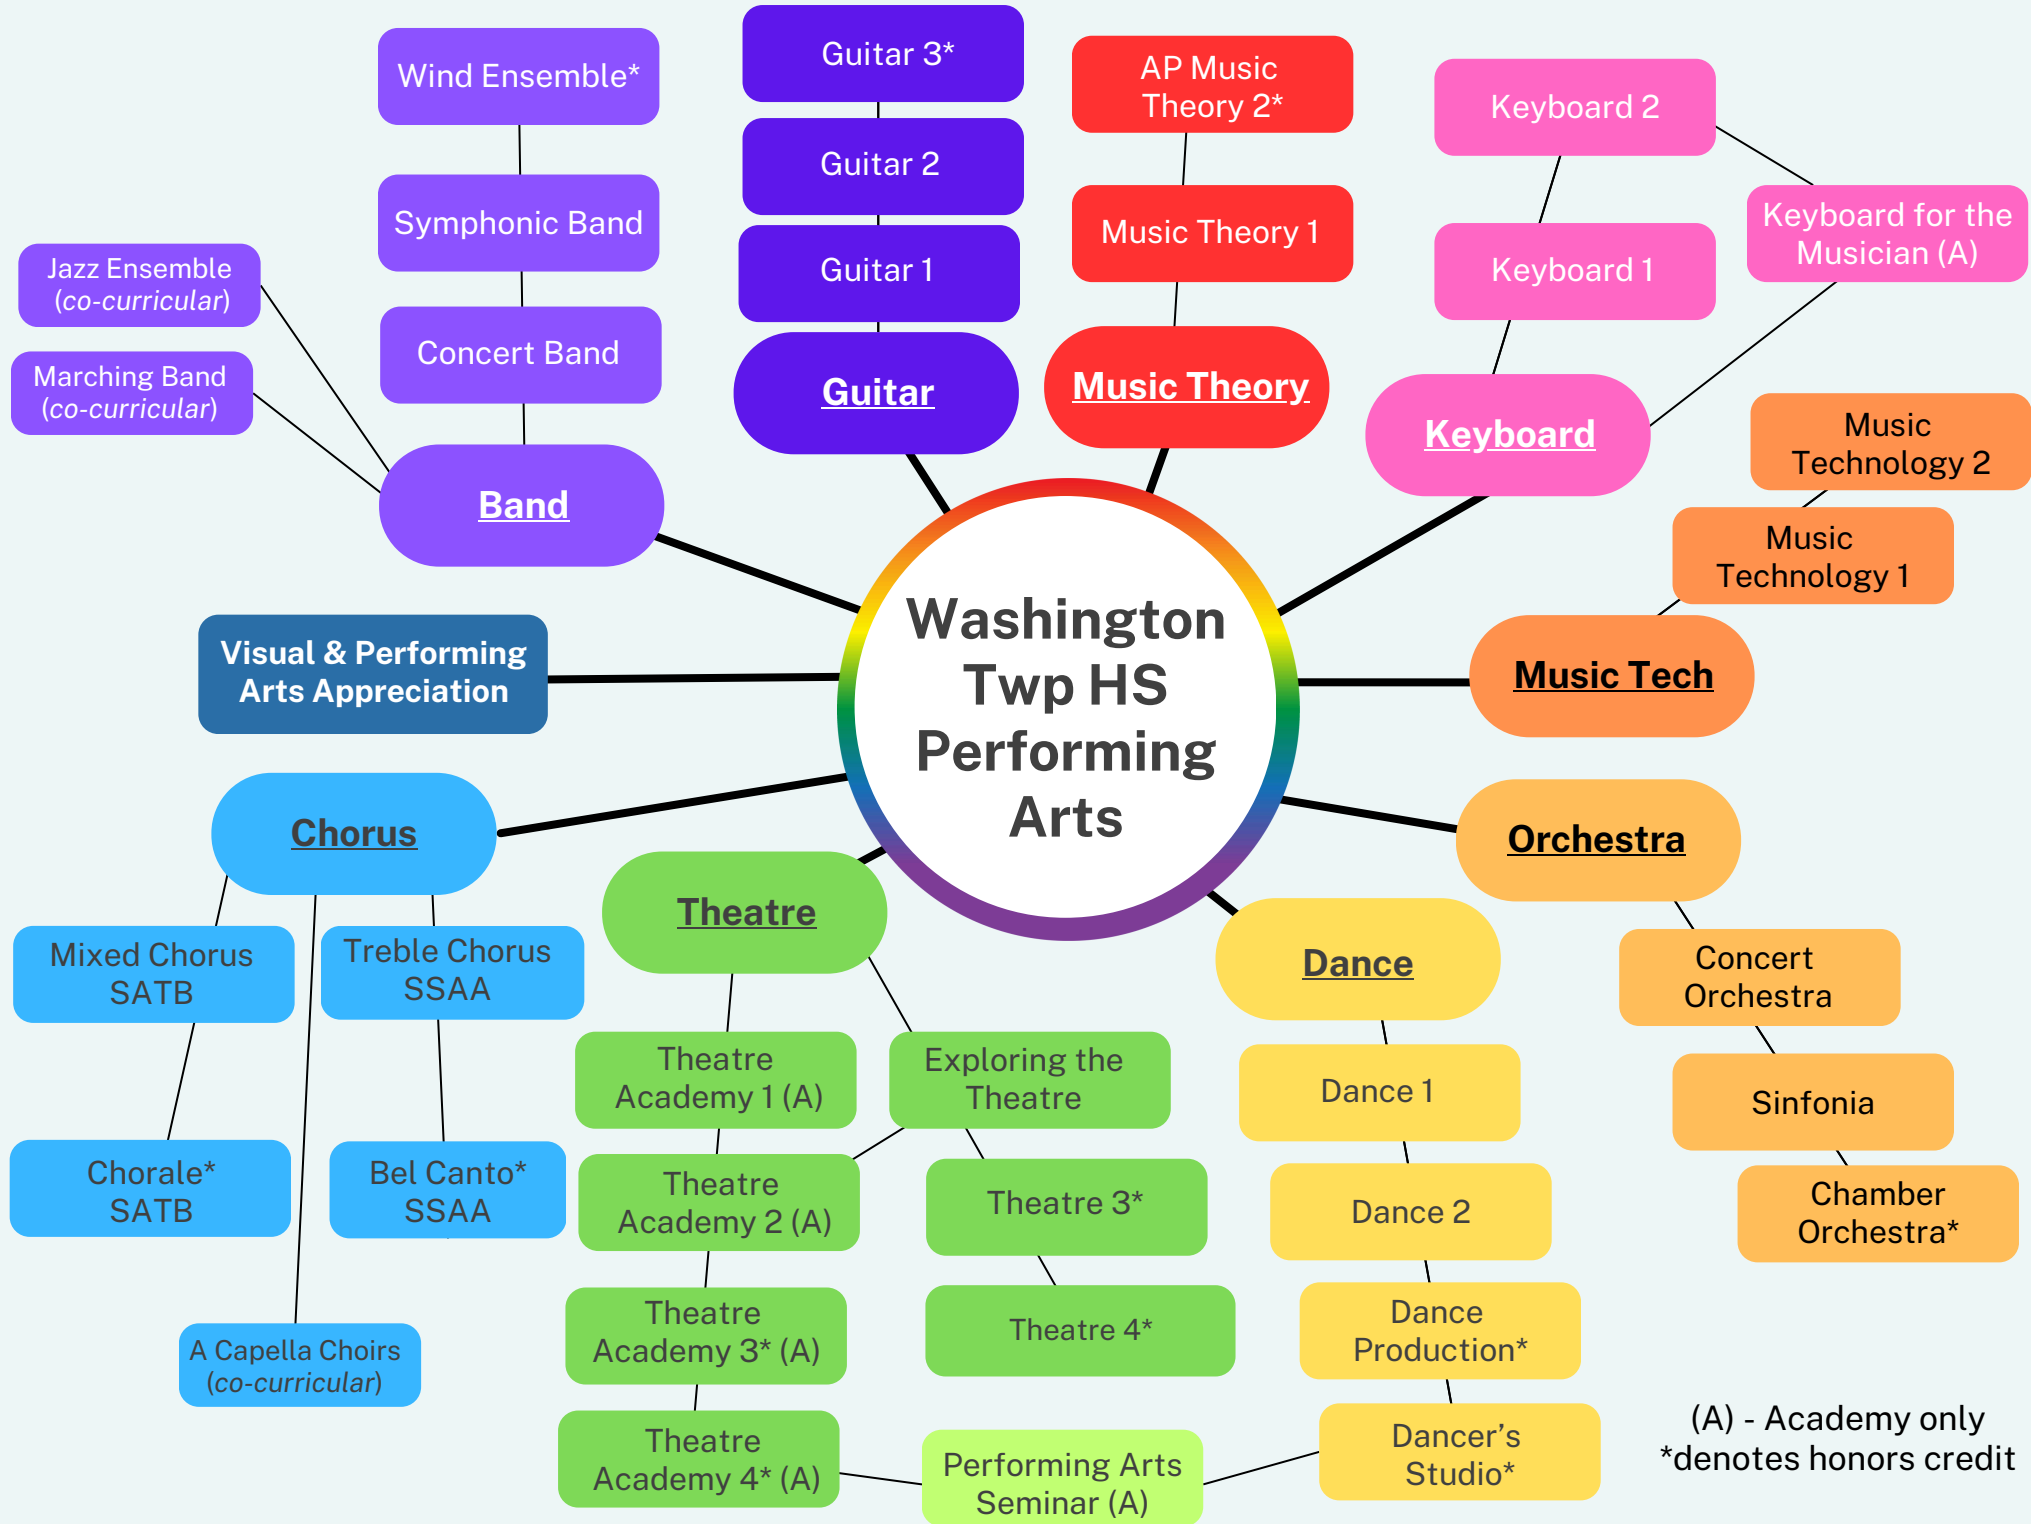 Guitar 3*
Wind Ensemble*
AP Music
Theory 2*
Keyboard 2
Guitar 2
Symphonic Band
Music Theory 1
Keyboard for the
Musician (A)
Jazz Ensemble
(co-curricular)
Guitar 1
Keyboard 1
Concert Band
Marching Band
(co-curricular)
Guitar
Music Theory
Keyboard
Music
Technology 2
Band
Music
Technology 1
Washington
Twp HS
Performing
Arts
Visual & Performing
Arts Appreciation
Music Tech
Chorus
Orchestra
Theatre
Dance
Mixed Chorus
SATB
Treble Chorus
SSAA
Concert
Orchestra
Theatre
Academy 1 (A)
Exploring the
Theatre
Dance 1
Sinfonia
Chorale*
SATB
Bel Canto*
SSAA
Theatre
Academy 2 (A)
Theatre 3*
Dance 2
Chamber
Orchestra*
Theatre
Academy 3* (A)
Theatre 4*
Dance
Production*
A Capella Choirs
(co-curricular)
Theatre
Academy 4* (A)
Performing Arts
Seminar (A)
Dancer’s
Studio*
(A) - Academy only
*denotes honors credit